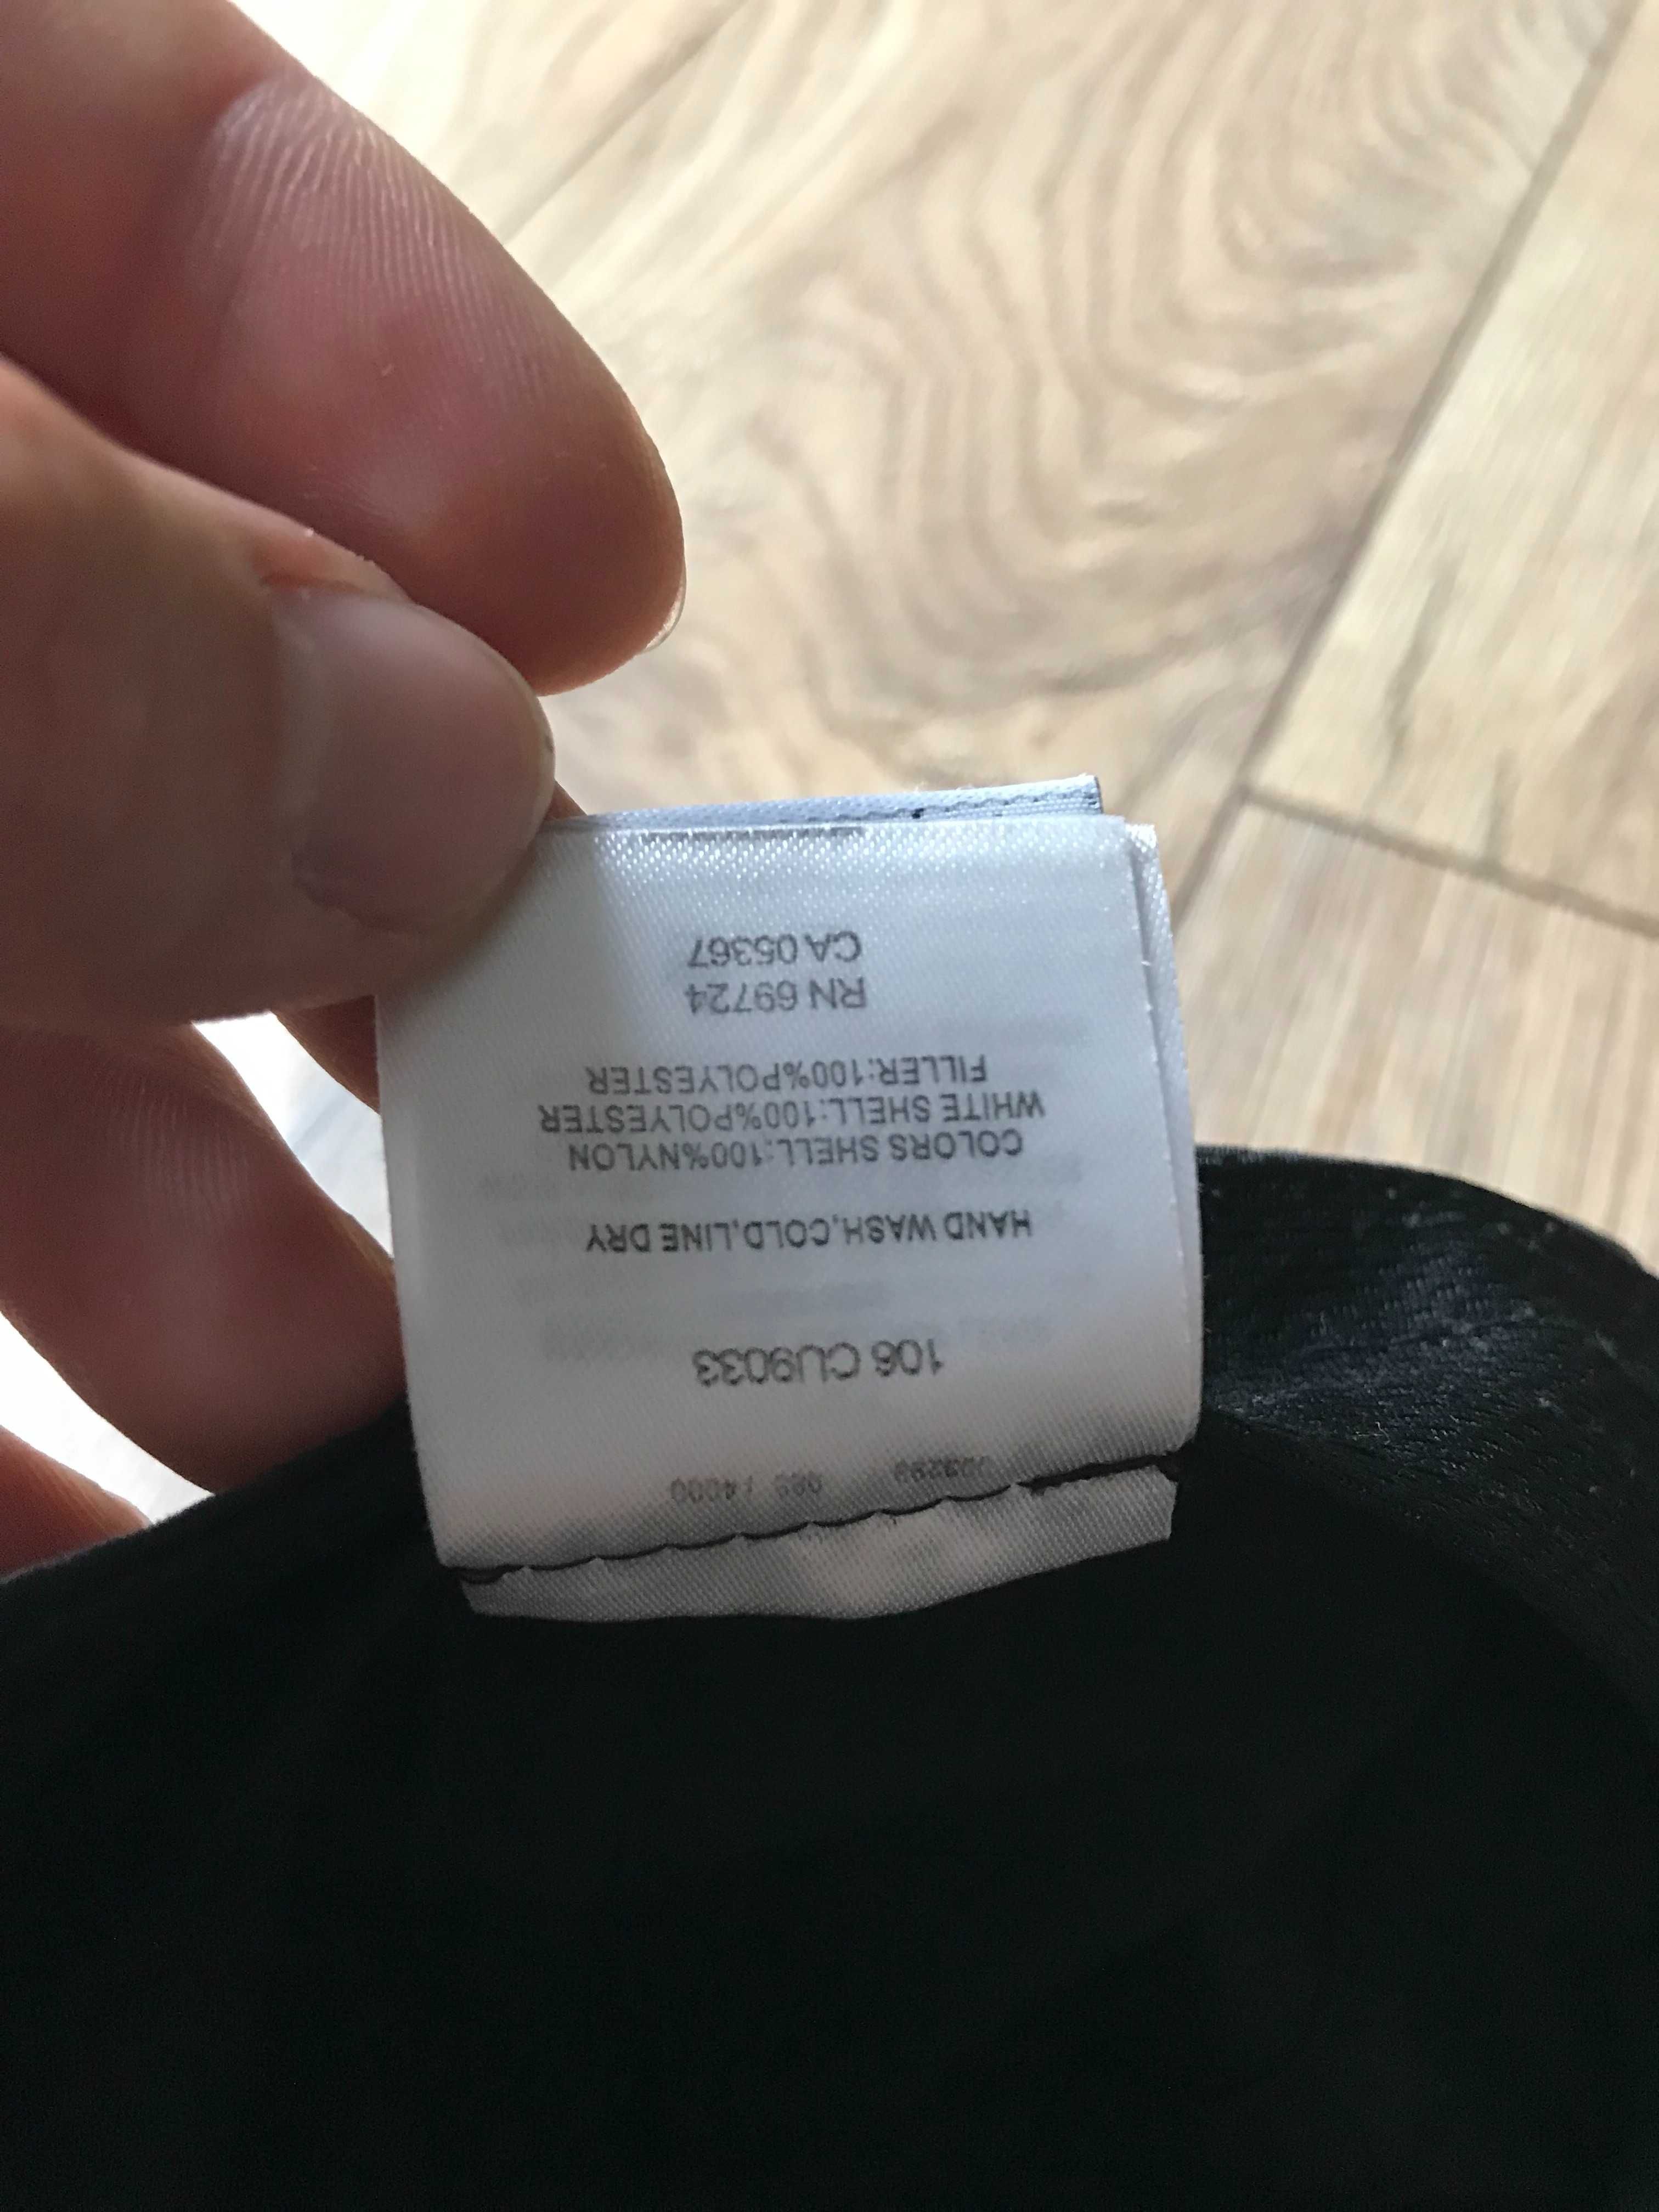 106 CU9033
HAND WASH,COLD,LINE DRY
COLORS SHELL:100%NYLON
WHITE SHELL:100%POLYESTER
FILLER:100%POLYESTER
RN 69724
CA 05367